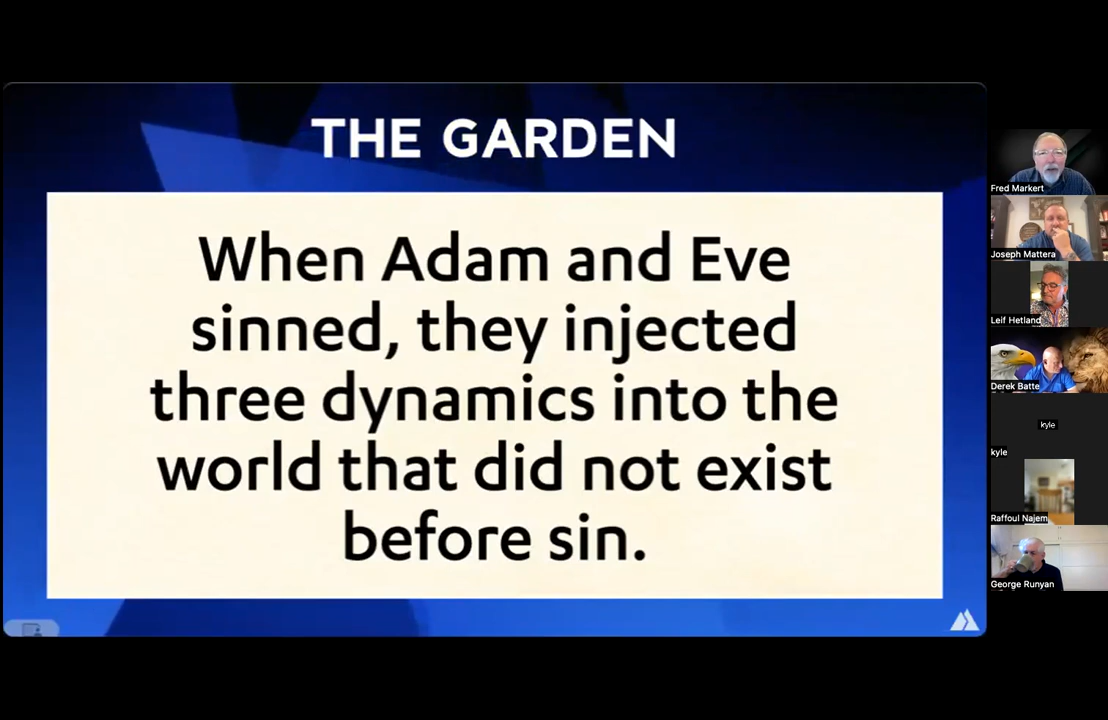 THE GARDEN
When Adam and Eve
sinned, they injected
three dynamics into the
world that did not exist
before sin.
Fred Markert
Joseph Mattera
Leif Hetland
Derek Batte
kyle
kyle
Raffoul Najem
George Runyan